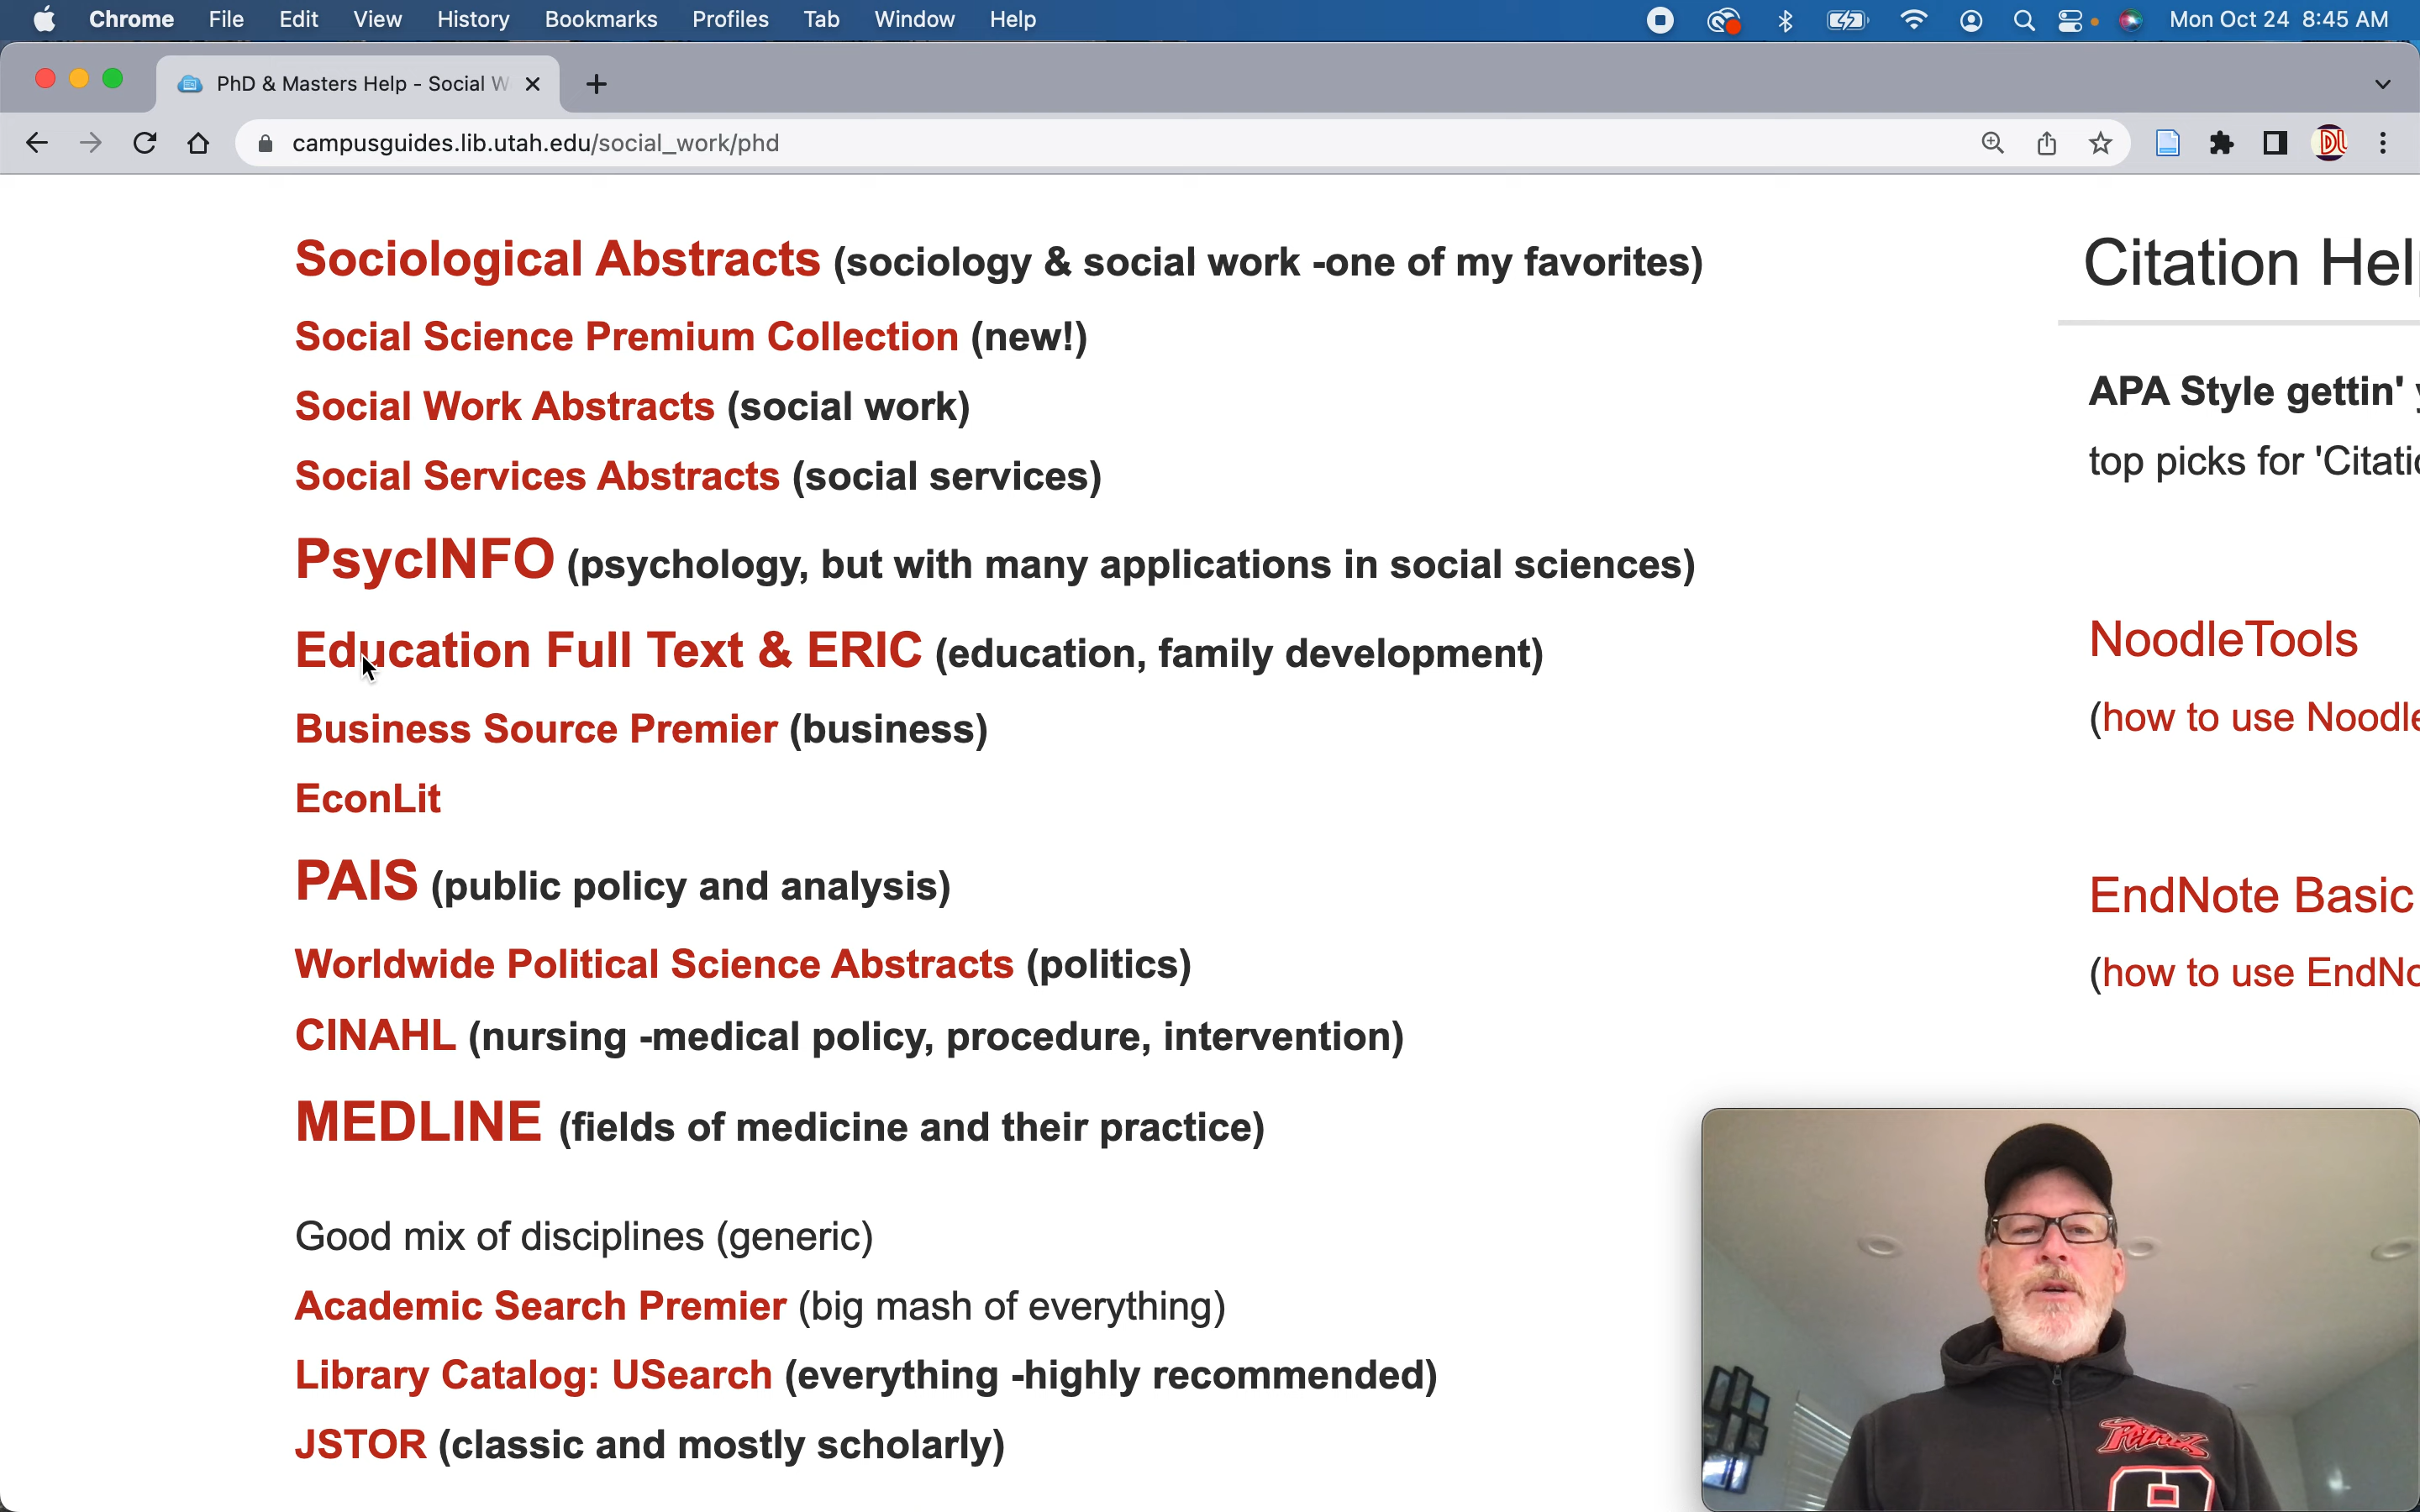 Chrome File Edit View History Bookmarks Profiles Tab Window Help Mon Oct 24 8:45 AM
PhD & Masters Help - Social W
campusguides.lib.utah.edu/social_work/phd
Sociological Abstracts (sociology & social work -one of my favorites)
Social Science Premium Collection (new!)
Social Work Abstracts (social work)
Social Services Abstracts (social services)
PsycINFO (psychology, but with many applications in social sciences)
Education Full Text & ERIC (education, family development)
Business Source Premier (business)
EconLit
PAIS (public policy and analysis)
Worldwide Political Science Abstracts (politics)
CINAHL (nursing -medical policy, procedure, intervention)
MEDLINE (fields of medicine and their practice)
Good mix of disciplines (generic)
Academic Search Premier (big mash of everything)
Library Catalog: USearch (everything -highly recommended)
JSTOR (classic and mostly scholarly)
Citation Hel
APA Style gettin'
top picks for 'Citati
NoodleTools
(how to use Noodle
EndNote Basic
(how to use EndNo